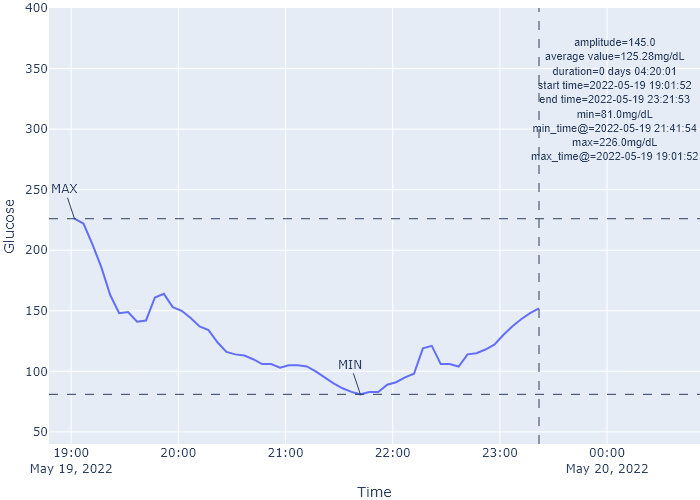 400
350
300
250
200
150
100
50
Glucose
MAX
MIN
amplitude=145.0
average value=125.28mg/dL
duration=0 days 04:20:01
start time=2022-05-19 19:01:52
end time=2022-05-19 23:21:53
min=81.0mg/dL
min_time@=2022-05-19 21:41:54
max=226.0mg/dL
max_time@=2022-05-19 19:01:52
19:00 20:00 21:00 22:00 23:00 00:00
May 19, 2022 May 20, 2022
Time